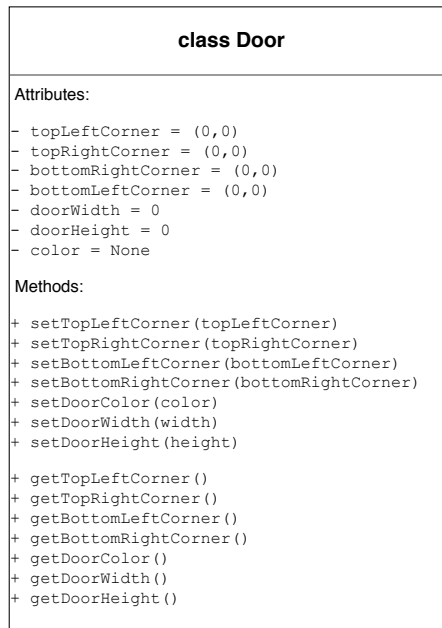 class Door
Attributes:
- topLeftCorner = (0,0)
- topRightCorner = (0,0)
- bottomRightCorner = (0,0)
- bottomLeftCorner = (0,0)
- doorWidth = 0
- doorHeight = 0
- color = None
Methods:
+ setTopLeftCorner(topLeftCorner)
+ setTopRightCorner(topRightCorner)
+ setBottomLeftCorner(bottomLeftCorner)
+ setBottomRightCorner(bottomRightCorner)
+ setDoorColor(color)
+ setDoorWidth(width)
+ setDoorHeight(height)
+ getTopLeftCorner()
+ getTopRightCorner()
+ getBottomLeftCorner()
+ getBottomRightCorner()
+ getDoorColor()
+ getDoorWidth()
+ getDoorHeight()